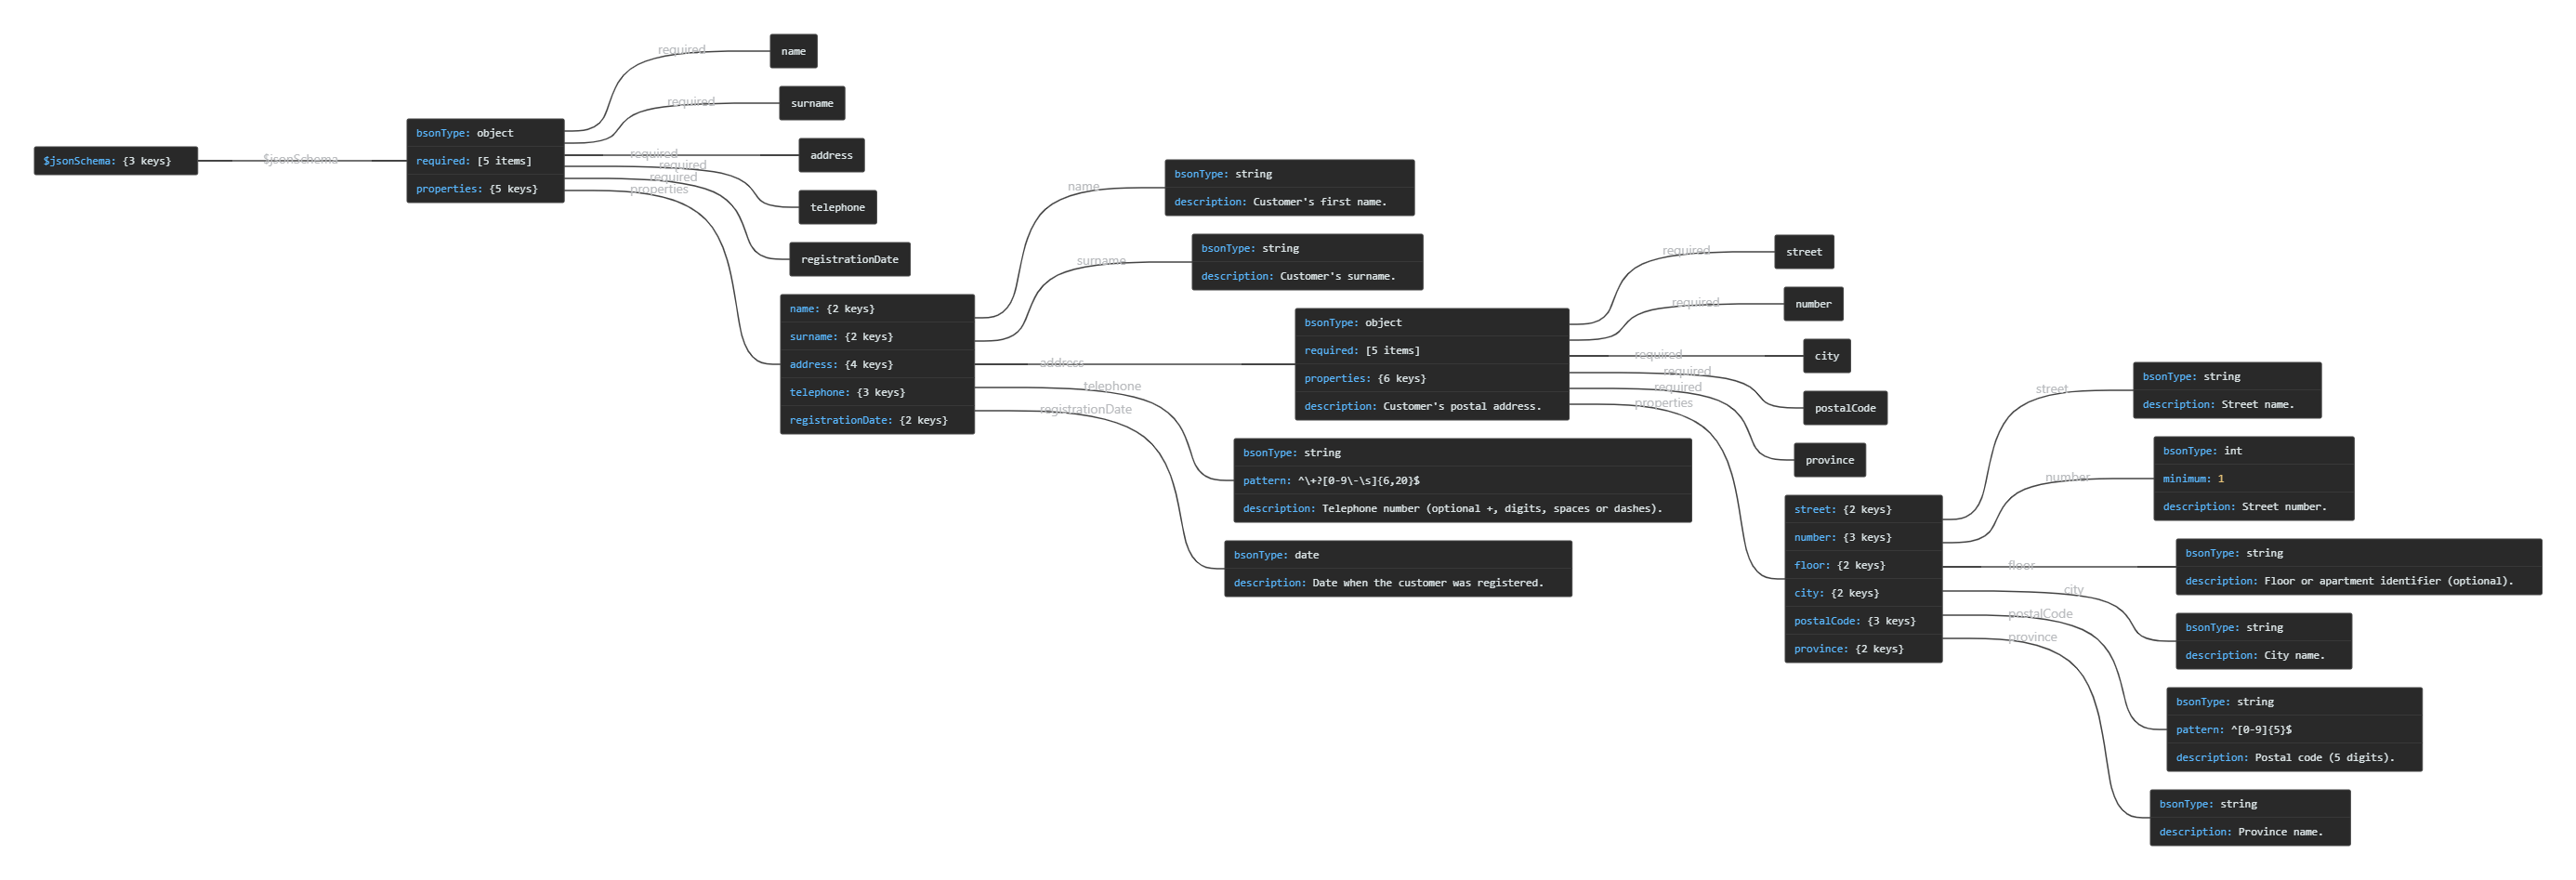 $jsonSchema: {3 keys}
$jsonSchema
bsonType: object
required: [5 items]
properties: {5 keys}
required
name
required
surname
required
address
required
telephone
required
registrationDate
properties
name: {2 keys}
surname: {2 keys}
address: {4 keys}
telephone: {3 keys}
registrationDate: {2 keys}
name
bsonType: string
description: Customer's first name.
surname
bsonType: string
description: Customer's surname.
address
bsonType: object
required: [5 items]
properties: {6 keys}
description: Customer's postal address.
telephone
bsonType: string
pattern: ^\+?[0-9\-\s]{6,20}$
description: Telephone number (optional +, digits, spaces or dashes).
registrationDate
bsonType: date
description: Date when the customer was registered.
required
street
required
number
required
city
required
postalCode
required
province
properties
street: {2 keys}
number: {3 keys}
floor: {2 keys}
city: {2 keys}
postalCode: {3 keys}
province: {2 keys}
street
bsonType: string
description: Street name.
number
bsonType: int
minimum: 1
description: Street number.
floor
bsonType: string
description: Floor or apartment identifier (optional).
city
bsonType: string
description: City name.
postalCode
bsonType: string
pattern: ^[0-9]{5}$
description: Postal code (5 digits).
province
bsonType: string
description: Province name.